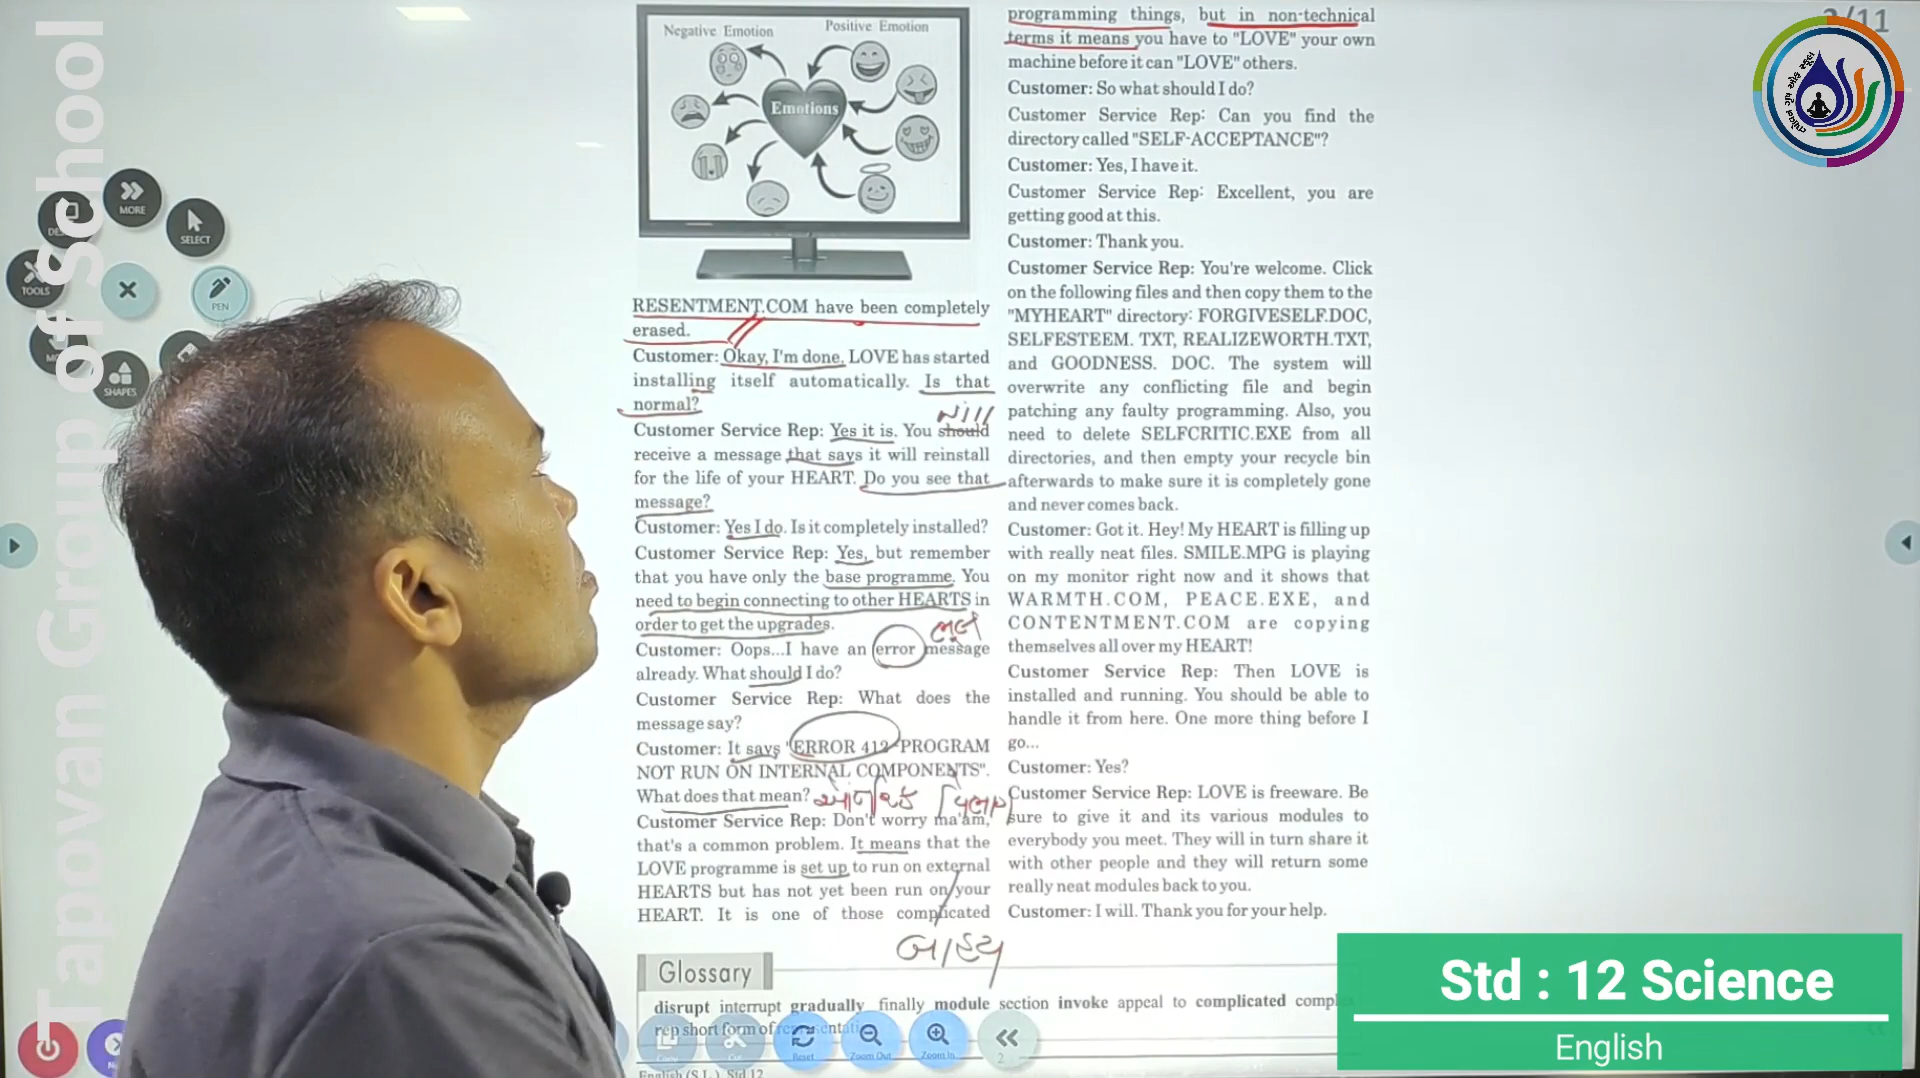 Negative Emotion
Positive Emotion
Emotions
RESENTMENT.COM have been completely
erased.
Customer: Okay, I'm done. LOVE has started
installing itself automatically. Is that
normal?
Will
Customer Service Rep: Yes it is. You should
receive a message that says it will reinstall
for the life of your HEART. Do you see that
message?
Customer: Yes I do. Is it completely installed?
Customer Service Rep: Yes, but remember
that you have only the base programme. You
need to begin connecting to other HEARTS in
order to get the upgrades.
Customer: Oops...I have an error message
already. What should I do?
Customer Service Rep: What does the
message say?
Customer: It says "ERROR 412-PROGRAM
NOT RUN ON INTERNAL COMPONENTS".
What does that mean?
Customer Service Rep: Don't worry ma'am,
that's a common problem. It means that the
LOVE programme is set up to run on external
HEARTS but has not yet been run on your
HEART. It is one of those complicated
બાહ્ય
programming things, but in non-technical
terms it means you have to "LOVE" your own
machine before it can "LOVE" others.
Customer: So what should I do?
Customer Service Rep: Can you find the
directory called "SELF-ACCEPTANCE"?
Customer: Yes, I have it.
Customer Service Rep: Excellent, you are
getting good at this.
Customer: Thank you.
Customer Service Rep: You're welcome. Click
on the following files and then copy them to the
"MYHEART" directory: FORGIVESELF.DOC,
SELFESTEEM. TXT, REALIZEWORTH.TXT,
and GOODNESS. DOC. The system will
overwrite any conflicting file and begin
patching any faulty programming. Also, you
need to delete SELFCRITIC.EXE from all
directories, and then empty your recycle bin
afterwards to make sure it is completely gone
and never comes back.
Customer: Got it. Hey! My HEART is filling up
with really neat files. SMILE.MPG is playing
on my monitor right now and it shows that
WARMTH.COM, PEACE.EXE, and
CONTENTMENT.COM are copying
themselves all over my HEART!
Customer Service Rep: Then LOVE is
installed and running. You should be able to
handle it from here. One more thing before I
go...
Customer: Yes?
Customer Service Rep: LOVE is freeware. Be
sure to give it and its various modules to
everybody you meet. They will in turn share it
with other people and they will return some
really neat modules back to you.
Customer: I will. Thank you for your help.
Glossary
disrupt interrupt gradually finally module section invoke appeal to complicated
rep short form of
English (S.L.), Std 12
MORE
SELECT
TOOLS
PEN
SHAPES
Copy
Cut
Reset
Zoom Out
Zoom In
2
Tapovan Group of School
Std : 12 Science
English